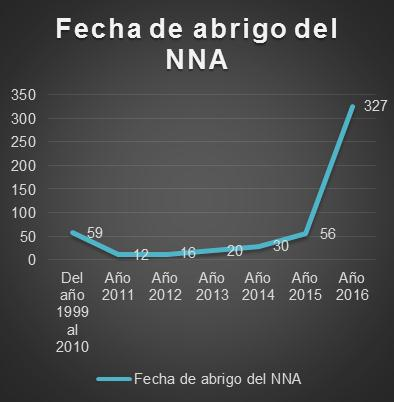 Fecha de abrigo del
NNA
350
300
250
200
150
100
50
0
59
12
16
20
30
56
327
Del
año
1999
al
2010
Año
2011
Año
2012
Año
2013
Año
2014
Año
2015
Año
2016
Fecha de abrigo del NNA